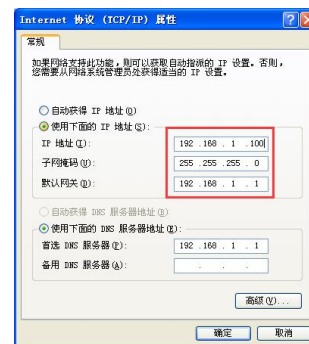 Internet 协议 (TCP/IP) 属性
常规
如果网络支持此功能，则可以获取自动指派的 IP 设置。否则，
您需要从网络系统管理员处获得适当的 IP 设置。
自动获得 IP 地址(O)
使用下面的 IP 地址(S):
IP 地址(I): 192 .168 . 1 .100
子网掩码(U): 255 .255 .255 . 0
默认网关(D): 192 .168 . 1 . 1
自动获得 DNS 服务器地址(B)
使用下面的 DNS 服务器地址(E):
首选 DNS 服务器(P): 192 .168 . 1 . 1
备用 DNS 服务器(A): . . .
高级(V)...
确定 取消